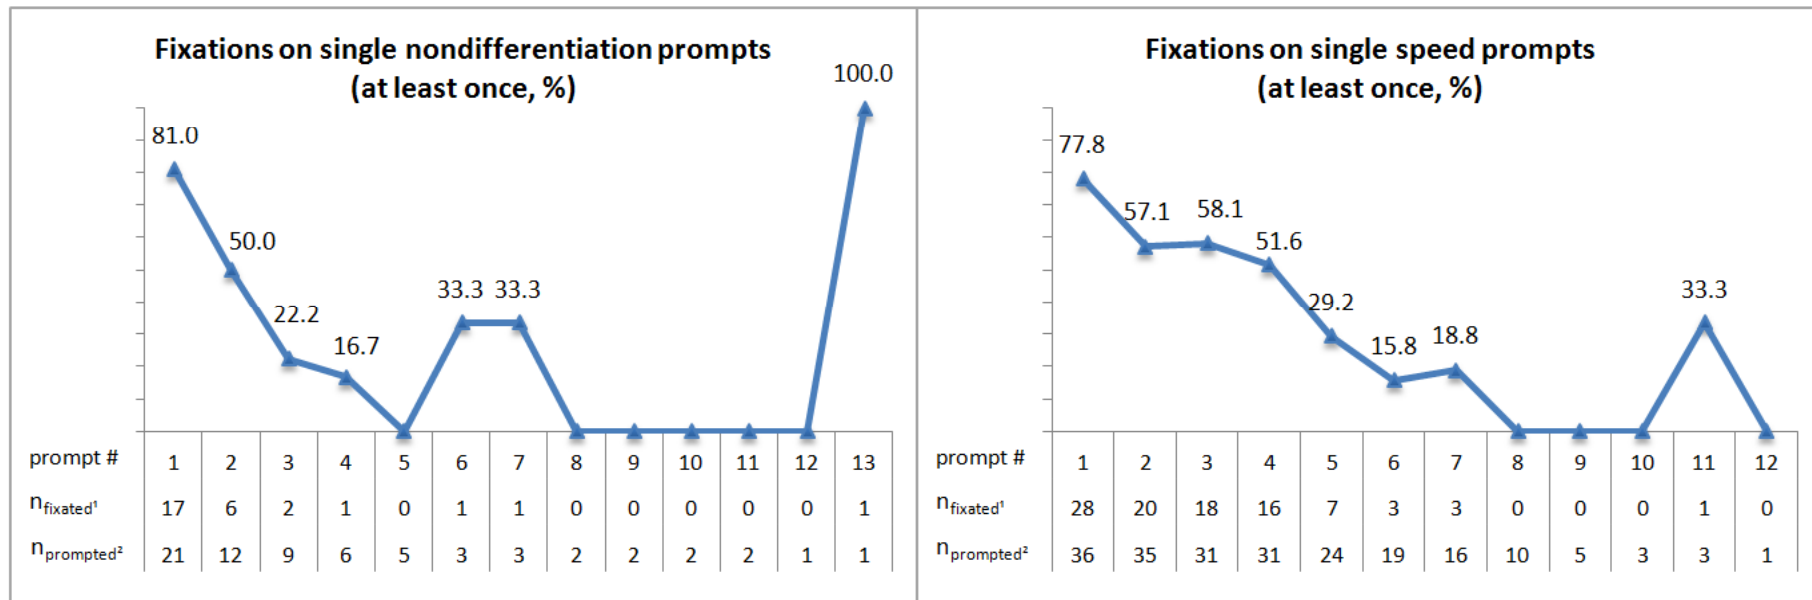 Fixations on single nondifferentiation prompts
(at least once, %)
100.0
81.0
50.0
22.2
16.7
33.3 33.3
prompt # 1 2 3 4 5 6 7 8 9 10 11 12 13
nfixated¹ 17 6 2 1 0 1 1 0 0 0 0 0 1
nprompted² 21 12 9 6 5 3 3 2 2 2 2 1 1
Fixations on single speed prompts
(at least once, %)
77.8
57.1
58.1
51.6
29.2
15.8
18.8
33.3
prompt # 1 2 3 4 5 6 7 8 9 10 11 12
nfixated¹ 28 20 18 16 7 3 3 0 0 0 1 0
nprompted² 36 35 31 31 24 19 16 10 5 3 3 1